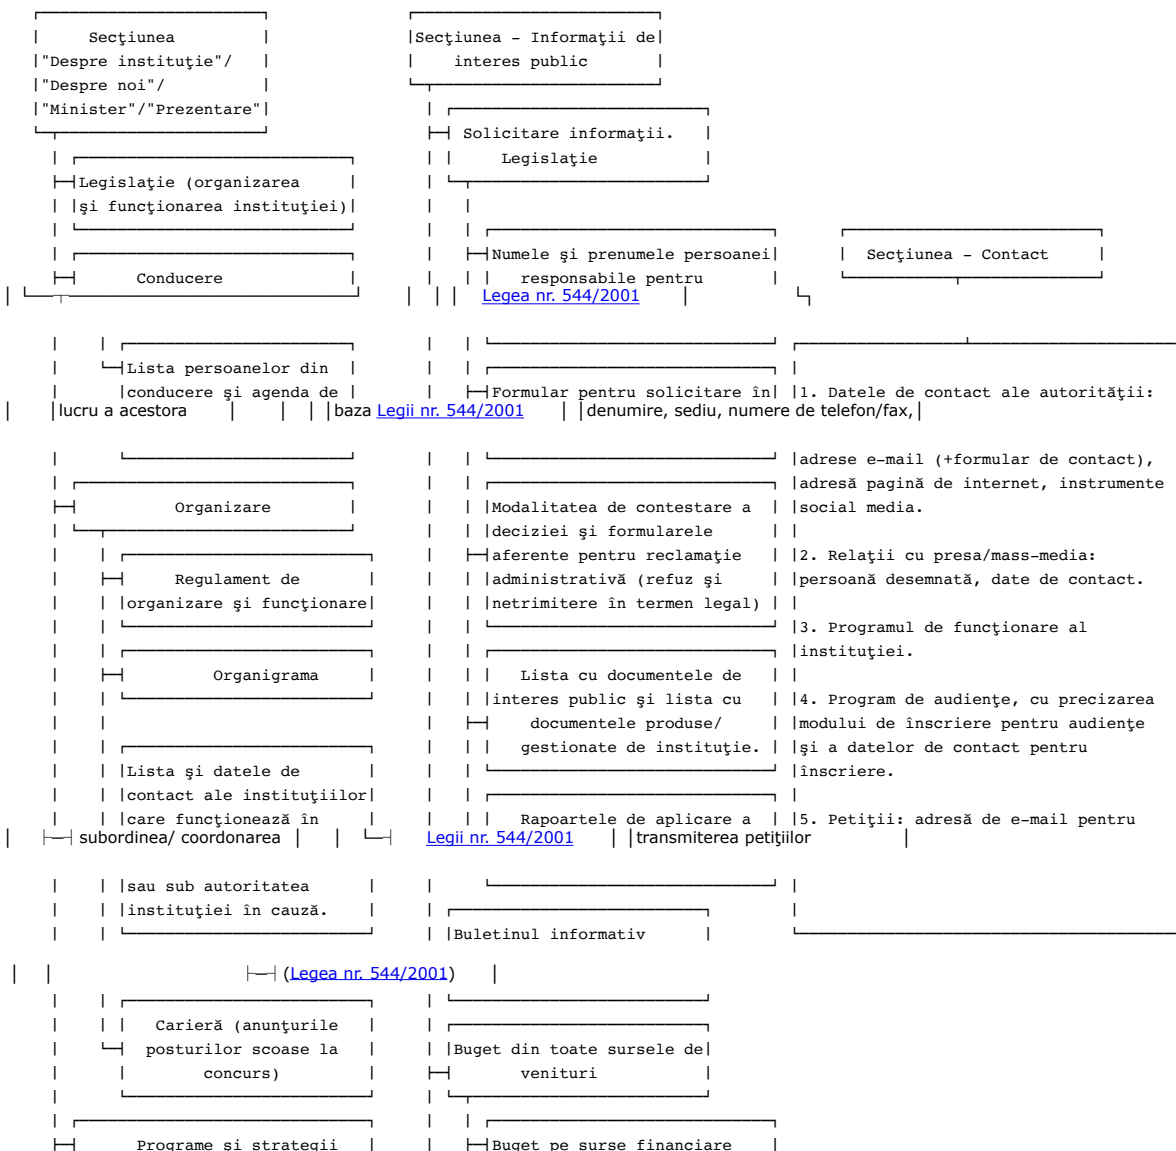 Secţiunea
"Despre instituţie"/
"Despre noi"/
"Minister"/"Prezentare"
Legislaţie (organizarea
şi funcţionarea instituţiei)
Conducere
Lista persoanelor din
conducere şi agenda de
lucru a acestora
Organizare
Regulament de
organizare şi funcţionare
Organigrama
Lista şi datele de
contact ale instituţiilor
care funcţionează în
subordinea/ coordonarea
sau sub autoritatea
instituţiei în cauză.
Carieră (anunţurile
posturilor scoase la
concurs)
Programe şi strategii
Secţiunea - Informaţii de
interes public
Solicitare informaţii.
Legislaţie
Numele şi prenumele persoanei
responsabile pentru
Legea nr. 544/2001
Formular pentru solicitare în
baza Legii nr. 544/2001
Modalitatea de contestare a
deciziei şi formularele
aferente pentru reclamaţie
administrativă (refuz şi
netrimitere în termen legal)
Lista cu documentele de
interes public şi lista cu
documentele produse/
gestionate de instituţie.
Rapoartele de aplicare a
Legii nr. 544/2001
Buletinul informativ
(Legea nr. 544/2001)
Buget din toate sursele de
venituri
Buget pe surse financiare
Secţiunea - Contact
1. Datele de contact ale autorităţii:
denumire, sediu, numere de telefon/fax,
adrese e-mail (+formular de contact),
adresă pagină de internet, instrumente
social media.
2. Relaţii cu presa/mass-media:
persoană desemnată, date de contact.
3. Programul de funcţionare al
instituţiei.
4. Program de audienţe, cu precizarea
modului de înscriere pentru audienţe
şi a datelor de contact pentru
înscriere.
5. Petiţii: adresă de e-mail pentru
transmiterea petiţiilor